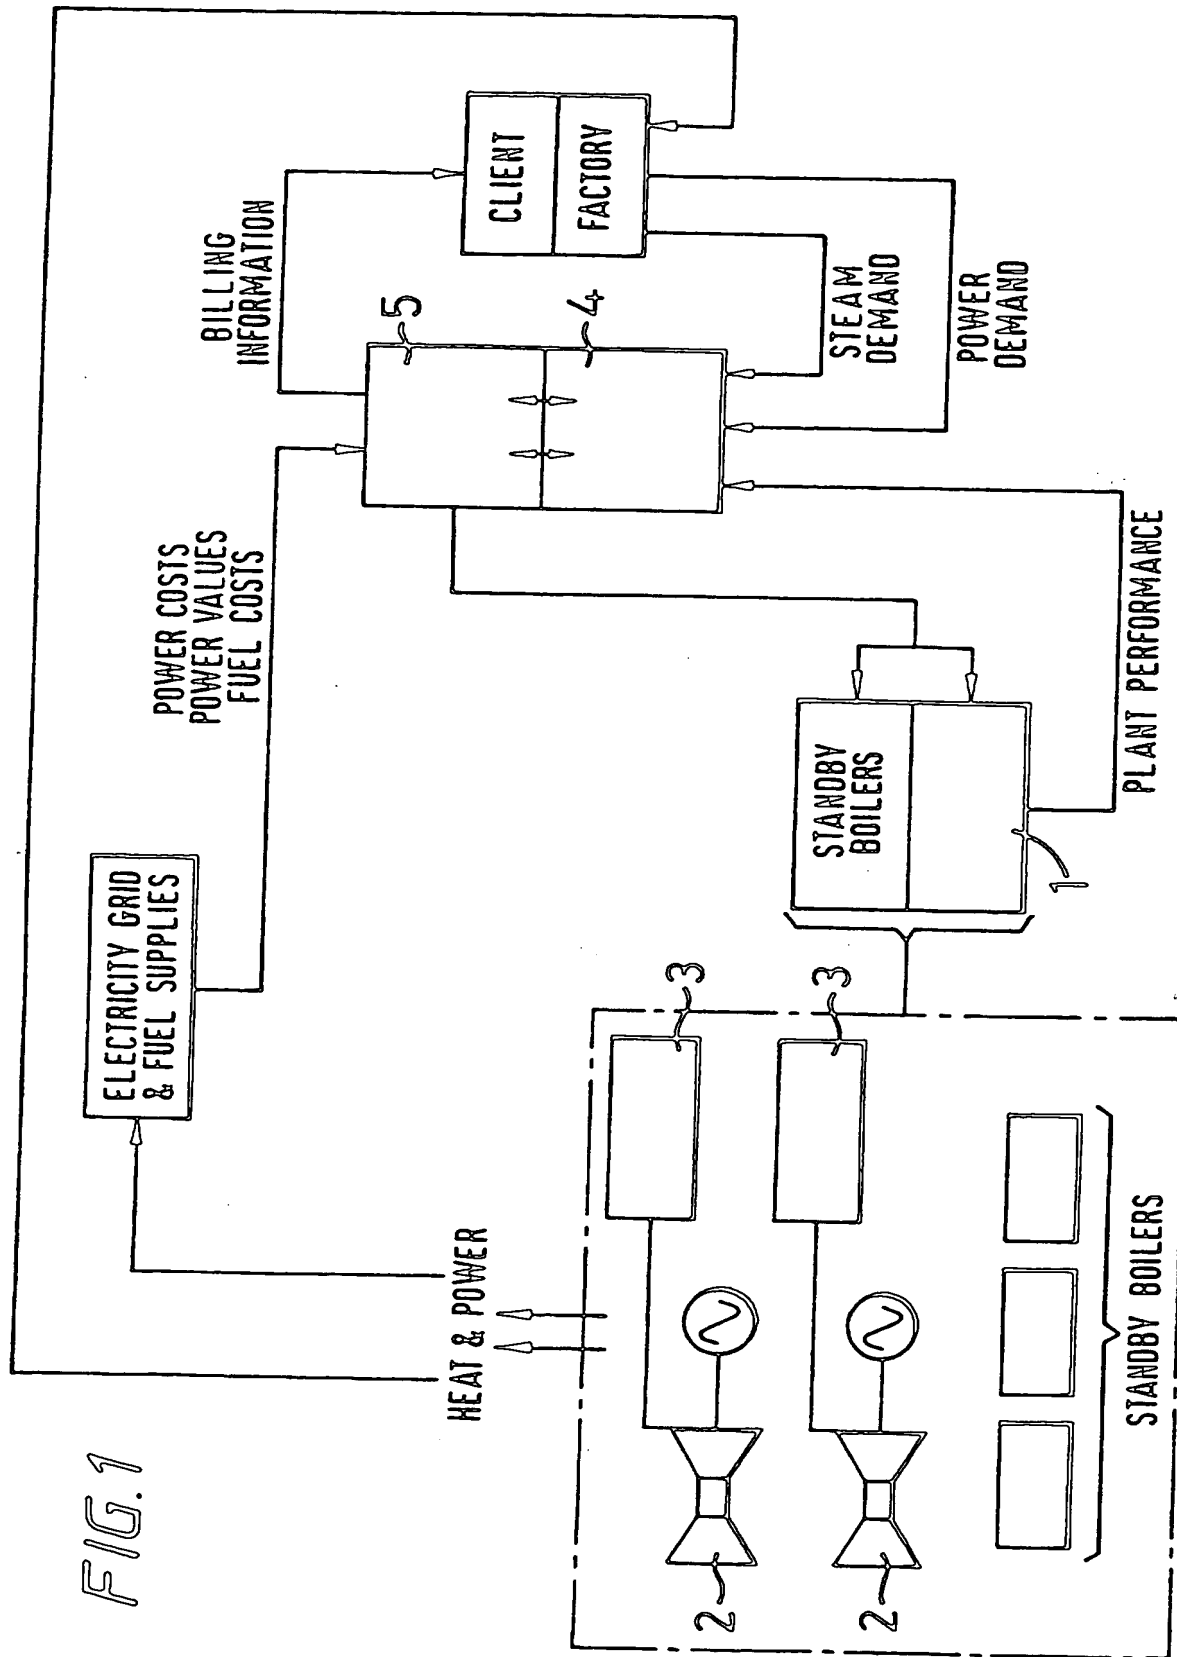 FIG.1
ELECTRICITY GRID
& FUEL SUPPLIES
POWER COSTS
POWER VALUES
FUEL COSTS
BILLING
INFORMATION
CLIENT
FACTORY
5
4
STEAM
DEMAND
POWER
DEMAND
HEAT & POWER
STANDBY
BOILERS
1
PLANT PERFORMANCE
3
3
2
2
STANDBY BOILERS